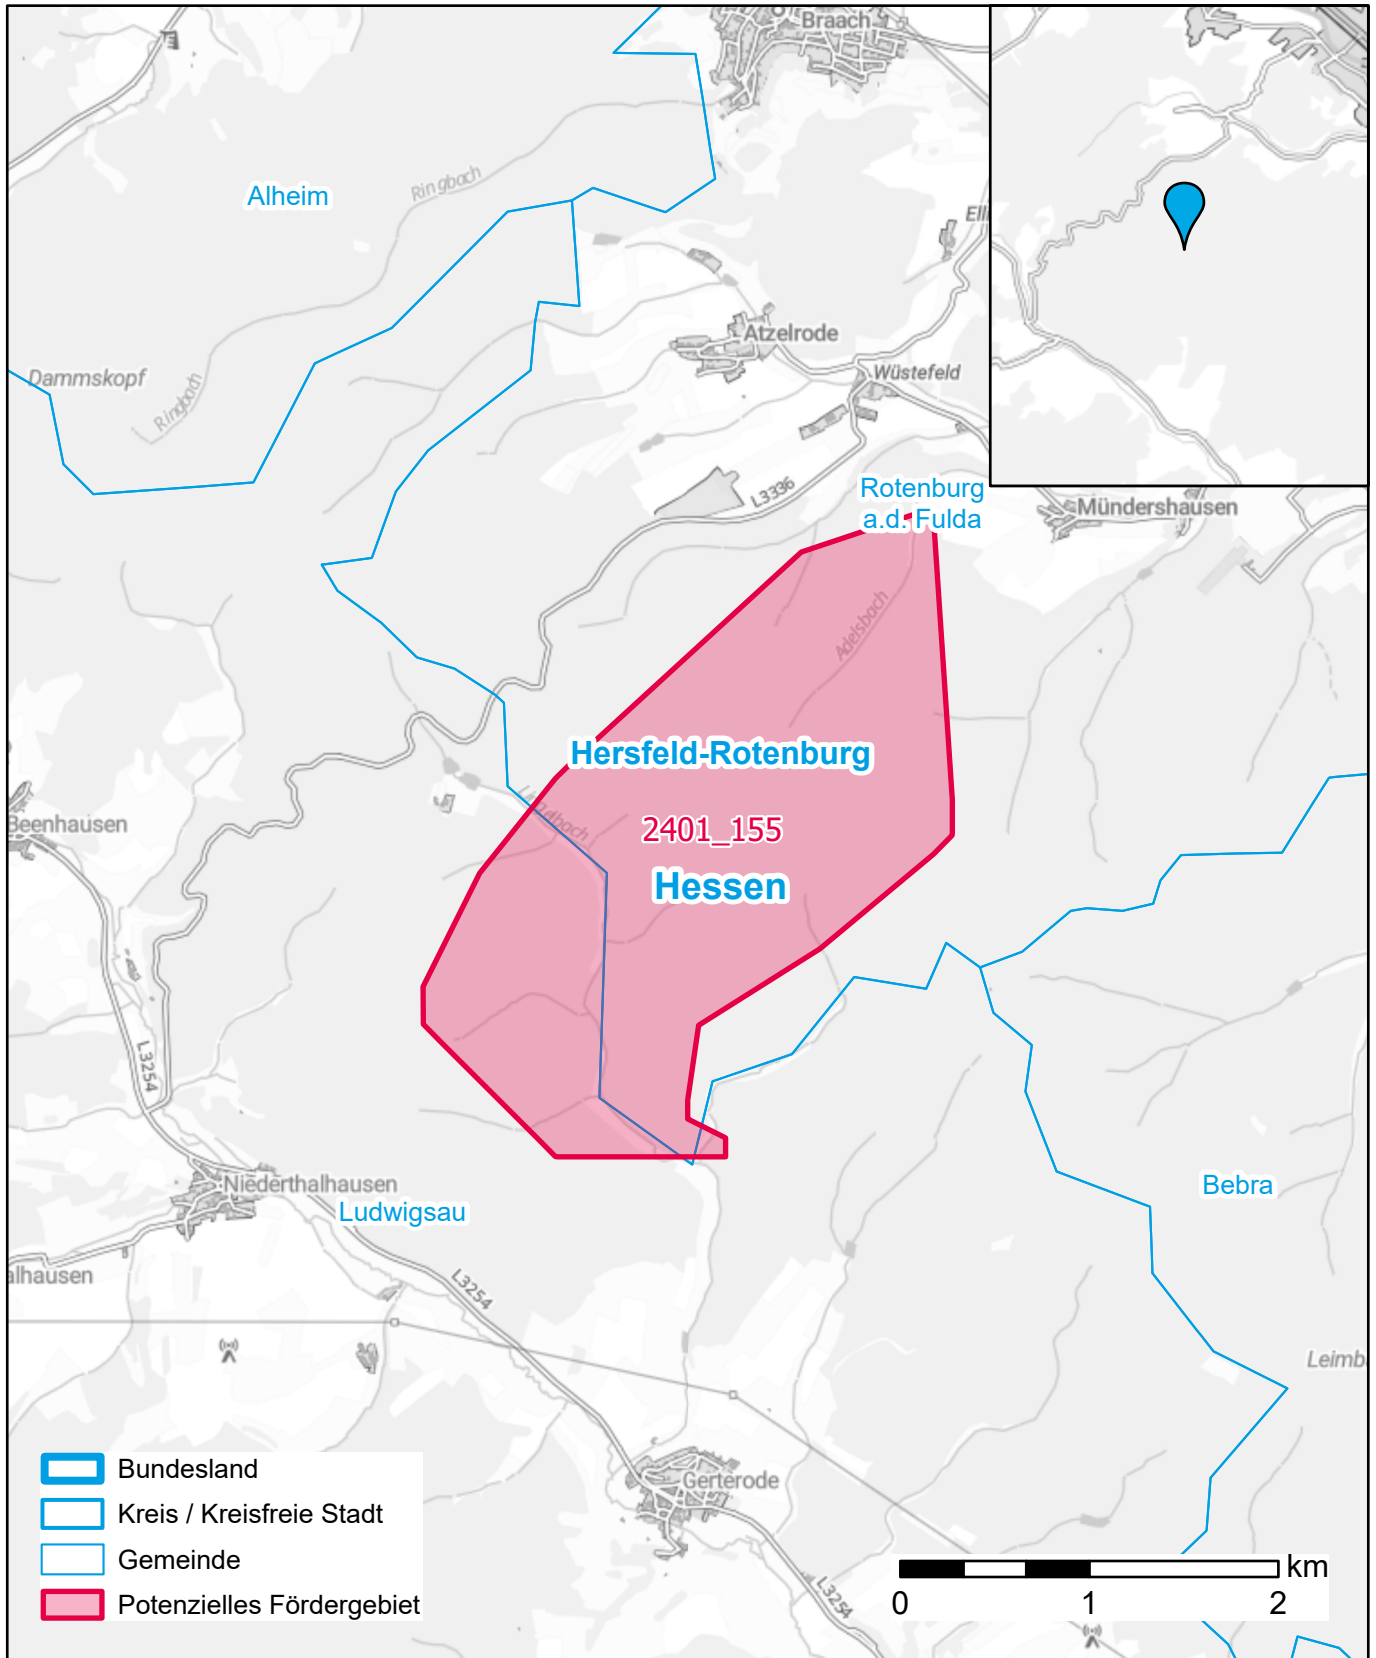 Braach
Alheim
Ringbach
Elli
Atzelrode
Dammskopf
Ringbach
Wüstefeld
L3336
Rotenburg
a.d. Fulda
Mündershausen
Adelsbach
Hersfeld-Rotenburg
Beenhausen
2401_155
Hessen
L3254
Niederthalhausen
Ludwigsau
Bebra
alhausen
L3254
Leimb
Gerterode
L3254
Bundesland
Kreis / Kreisfreie Stadt
Gemeinde
Potenzielles Fördergebiet
km
0 1 2